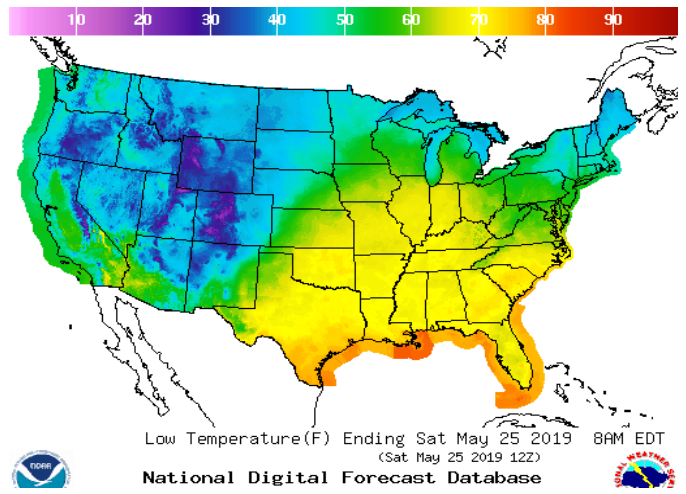 10 20 30 40 50 60 70 80 90
Low Temperature(F) Ending Sat May 25 2019 8AM EDT
(Sat May 25 2019 12Z)
National Digital Forecast Database
NOAA